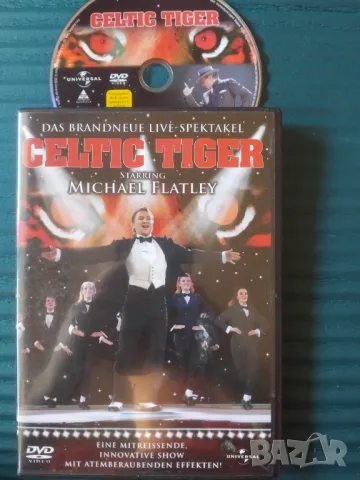 CELTIC TIGER
UNIVERSAL
DVD
VIDEO
DAS BRANDNEUE LIVE-SPEKTAKEL
CELTIC TIGER
STARRING
MICHAEL FLATLEY
EINE MITREISSENDE,
INNOVATIVE SHOW
MIT ATEMBERAUBENDEN EFFEKTEN!
DVD
VIDEO
UNIVERSAL
BAZAR